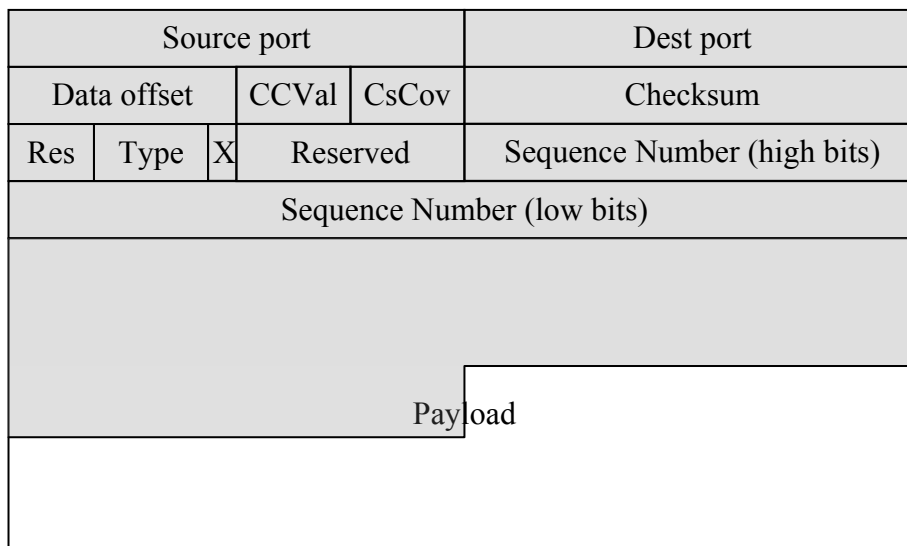 Source port Dest port
Data offset CCVal CsCov Checksum
Res Type X Reserved Sequence Number (high bits)
Sequence Number (low bits)
Payload